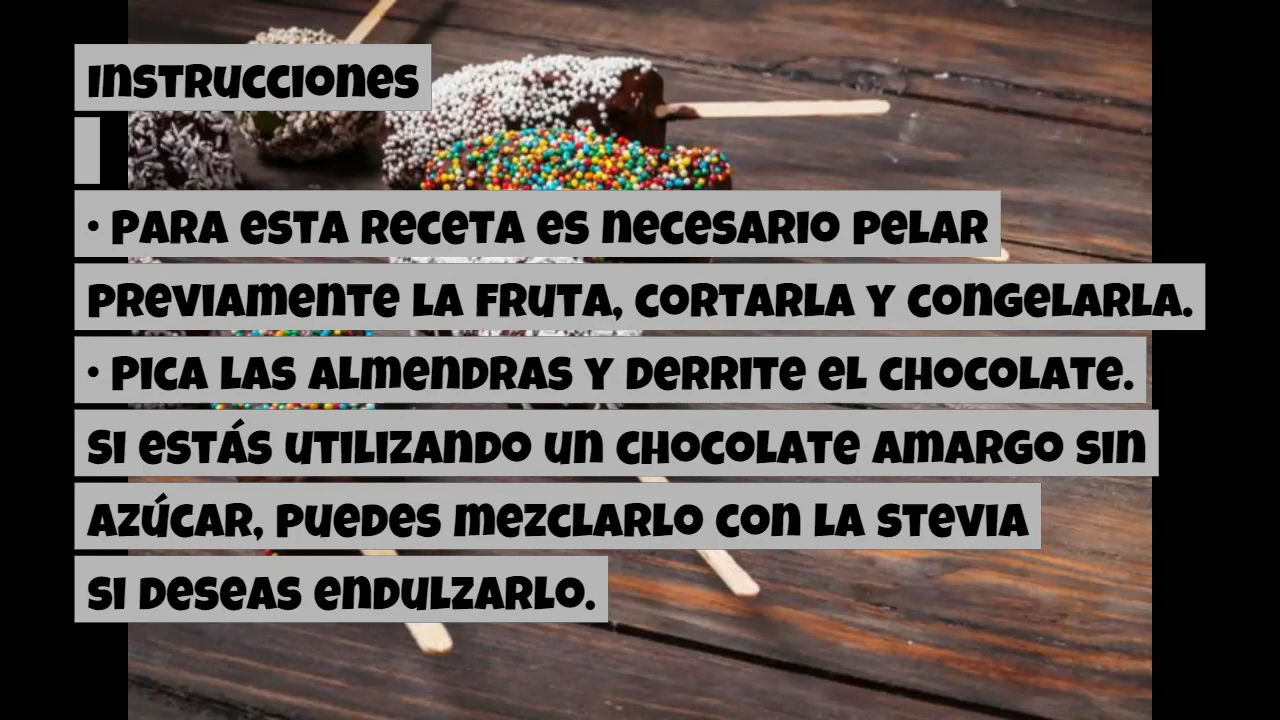 Instrucciones
• Para esta receta es necesario pelar
previamente la fruta, cortarla y congelarla.
• Pica las almendras y derrite el chocolate.
Si estás utilizando un chocolate amargo sin
azúcar, puedes mezclarlo con la stevia
si deseas endulzarlo.